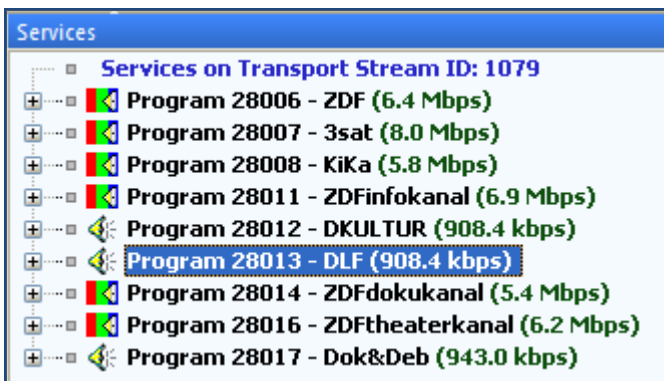 Services
Services on Transport Stream ID: 1079
Program 28006 - ZDF (6.4 Mbps)
Program 28007 - 3sat (8.0 Mbps)
Program 28008 - KiKa (5.8 Mbps)
Program 28011 - ZDFinfokanal (6.9 Mbps)
Program 28012 - DKULTUR (908.4 kbps)
Program 28013 - DLF (908.4 kbps)
Program 28014 - ZDFdokukanal (5.4 Mbps)
Program 28016 - ZDFtheaterkanal (6.2 Mbps)
Program 28017 - Dok&Deb (943.0 kbps)